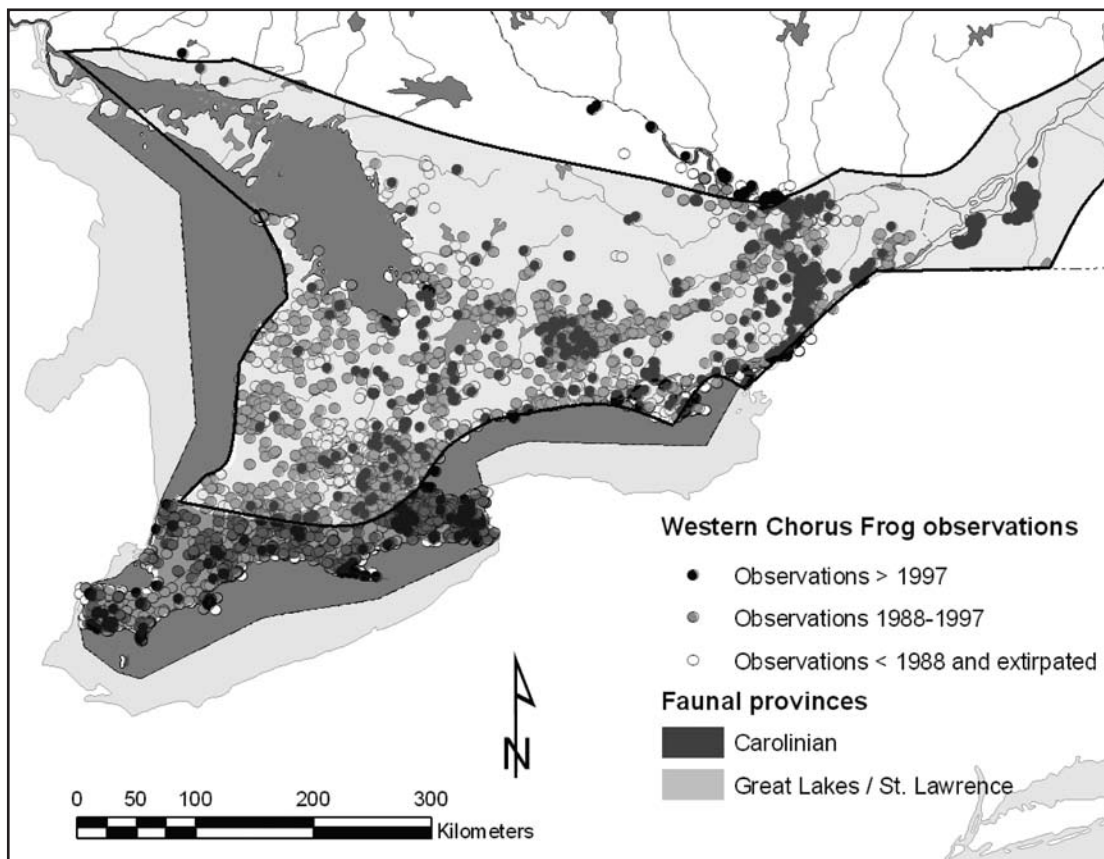 Western Chorus Frog observations
Observations > 1997
Observations 1988-1997
Observations < 1988 and extirpated
Faunal provinces
Carolinian
Great Lakes / St. Lawrence
N
0 50 100 200 300
Kilometers